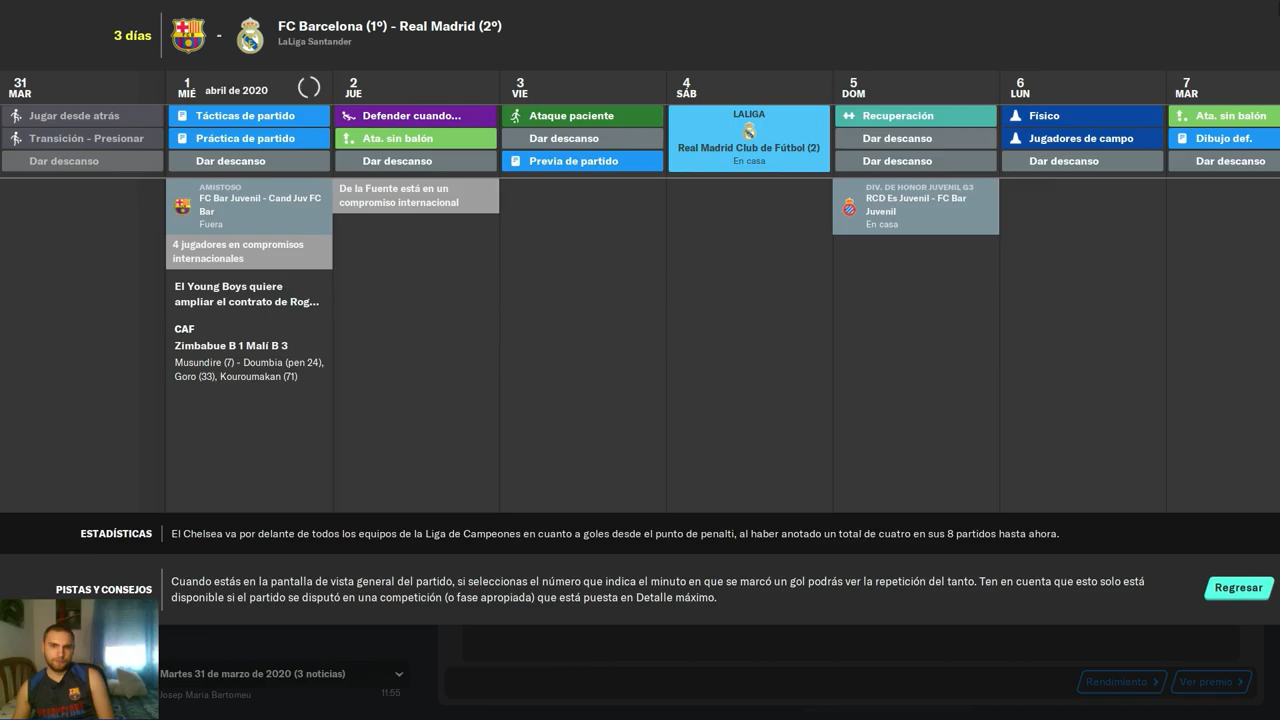 3 días
FC Barcelona (1º) - Real Madrid (2º)
LaLiga Santander
31
MAR
1
MIÉ
abril de 2020
2
JUE
3
VIE
4
SÁB
5
DOM
6
LUN
7
MAR
Jugar desde atrás
Transición - Presionar
Dar descanso
Tácticas de partido
Práctica de partido
Dar descanso
Defender cuando...
Ata. sin balón
Dar descanso
Ataque paciente
Dar descanso
Previa de partido
LALIGA
Real Madrid Club de Fútbol (2)
En casa
Recuperación
Dar descanso
Dar descanso
Físico
Jugadores de campo
Dar descanso
Ata. sin balón
Dibujo def.
Dar descanso
AMISTOSO
FC Bar Juvenil - Cand Juv FC
Bar
Fuera
4 jugadores en compromisos
internacionales
El Young Boys quiere
ampliar el contrato de Rog...
CAF
Zimbabue B 1 Malí B 3
Musundire (7) - Doumbia (pen 24),
Goro (33), Kouroumakan (71)
De la Fuente está en un
compromiso internacional
DIV. DE HONOR JUVENIL G3
RCD Es Juvenil - FC Bar
Juvenil
En casa
ESTADÍSTICAS
El Chelsea va por delante de todos los equipos de la Liga de Campeones en cuanto a goles desde el punto de penalti, al haber anotado un total de cuatro en sus 8 partidos hasta ahora.
PISTAS Y CONSEJOS
Cuando estás en la pantalla de vista general del partido, si seleccionas el número que indica el minuto en que se marcó un gol podrás ver la repetición del tanto. Ten en cuenta que esto solo está
disponible si el partido se disputó en una competición (o fase apropiada) que está puesta en Detalle máximo.
Regresar
Martes 31 de marzo de 2020 (3 noticias)
Josep Maria Bartomeu
11:55
Rendimiento
Ver premio